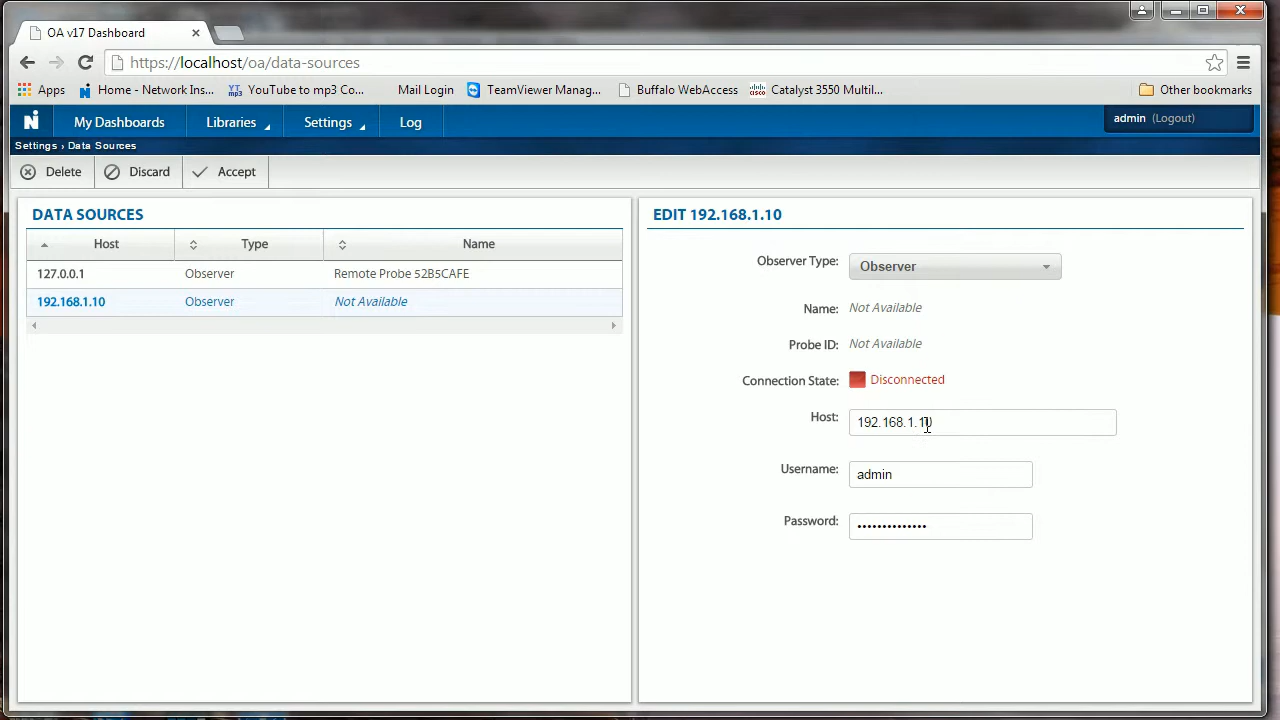 OA v17 Dashboard
https://localhost/oa/data-sources
Apps Home - Network Ins... YouTube to mp3 Co... Mail Login TeamViewer Manag... Buffalo WebAccess Catalyst 3550 Multil... Other bookmarks
My Dashboards Libraries Settings Log admin (Logout)
Settings › Data Sources
Delete Discard Accept
DATA SOURCES
Host Type Name
127.0.0.1 Observer Remote Probe 52B5CAFE
192.168.1.10 Observer Not Available
EDIT 192.168.1.10
Observer Type: Observer
Name: Not Available
Probe ID: Not Available
Connection State: Disconnected
Host: 192.168.1.10
Username: admin
Password: ••••••••••••••